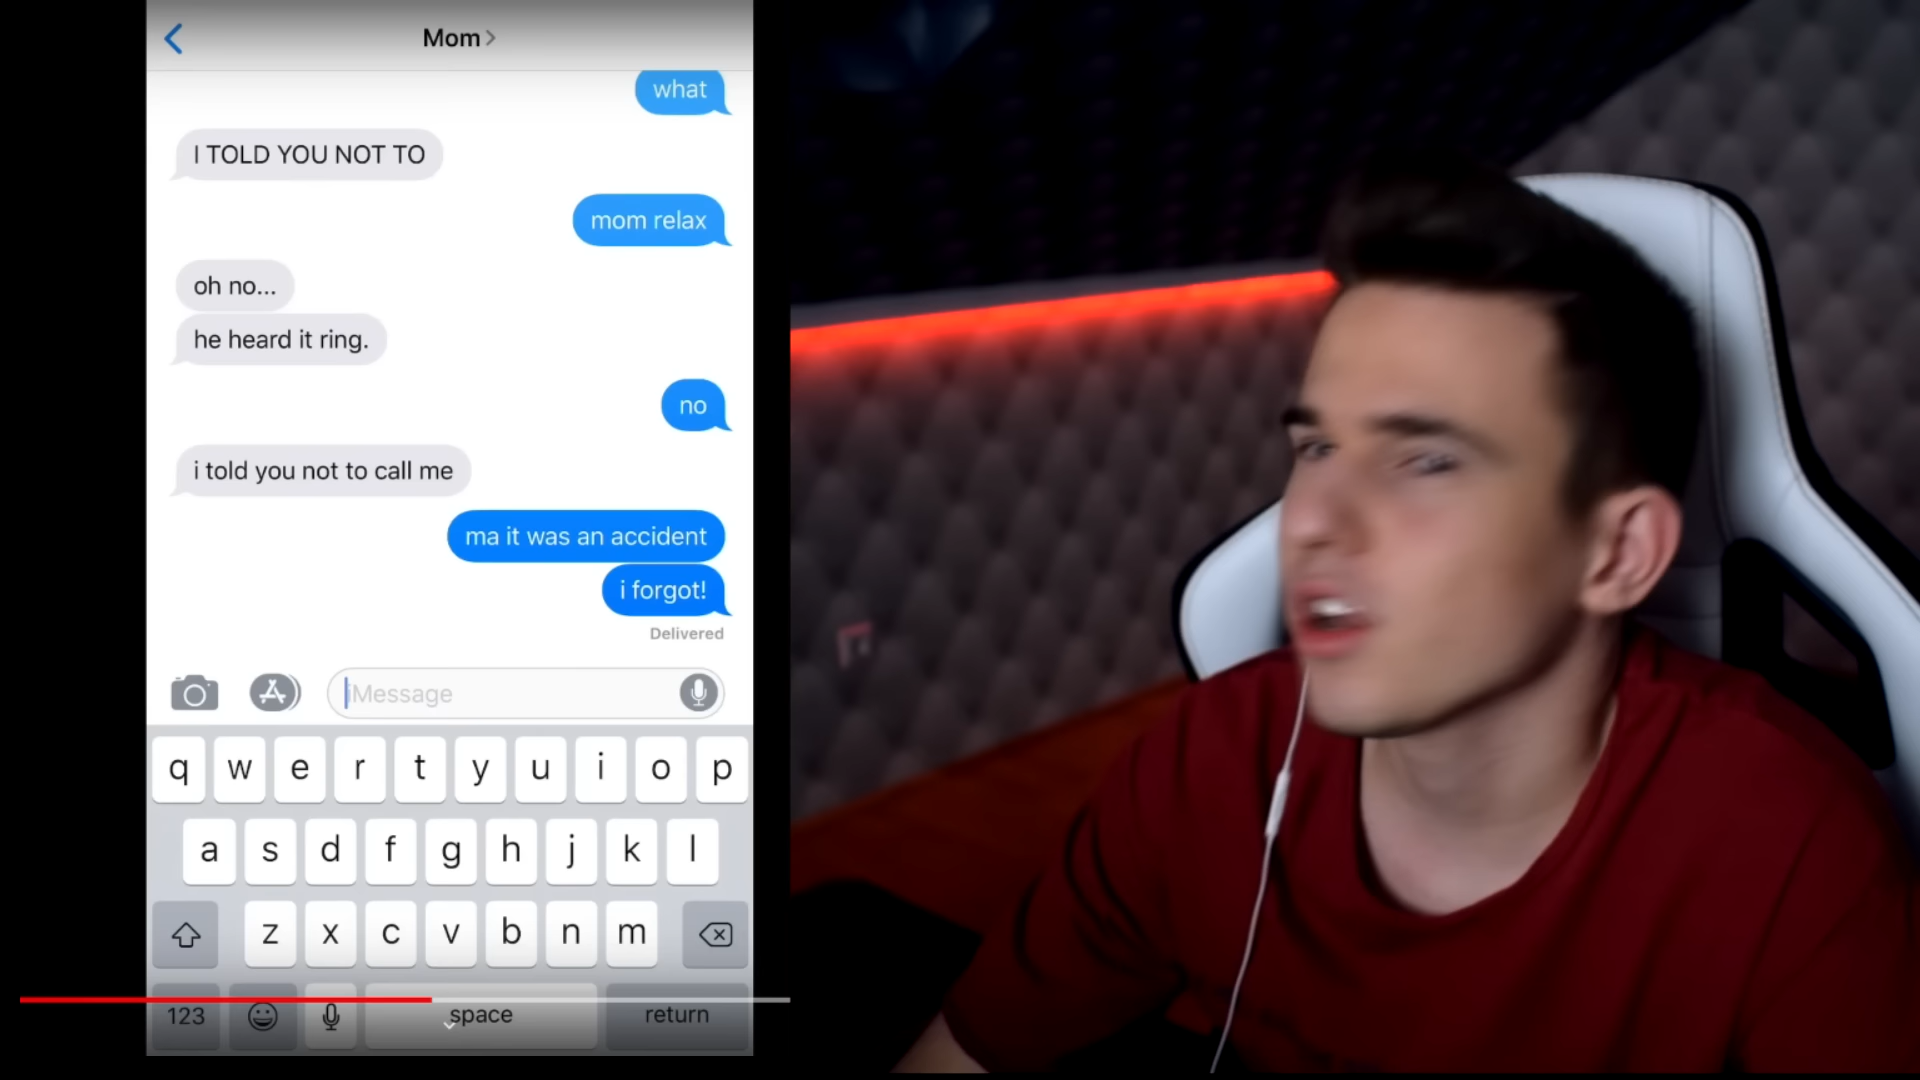 Mom
what
I TOLD YOU NOT TO
mom relax
oh no...
he heard it ring.
no
i told you not to call me
ma it was an accident
i forgot!
Delivered
iMessage
q w e r t y u i o p
a s d f g h j k l
z x c v b n m
123 space return